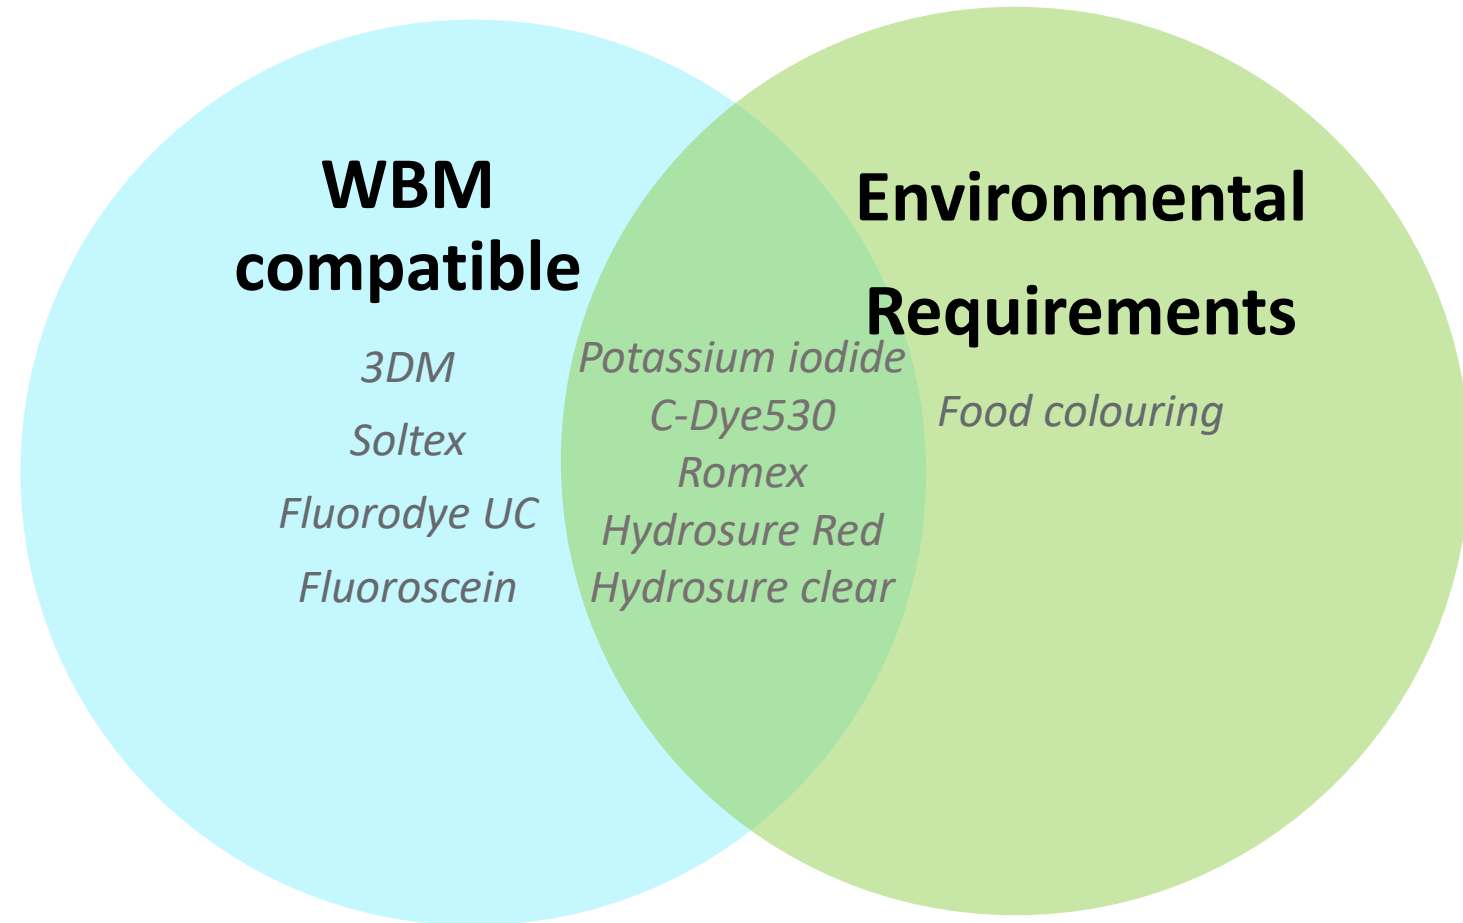 WBM
compatible
3DM
Soltex
Fluorodye UC
Fluoroscein
Potassium iodide
C-Dye530
Romex
Hydrosure Red
Hydrosure clear
Environmental
Requirements
Food colouring